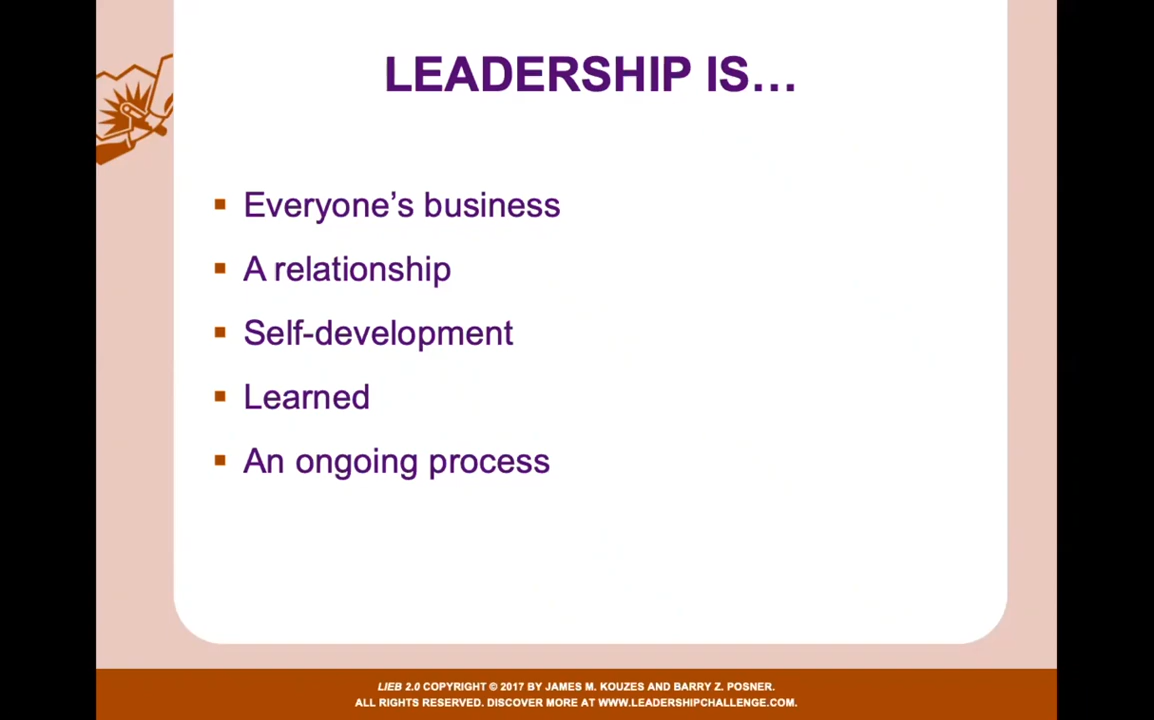 LEADERSHIP IS…
Everyone’s business
A relationship
Self-development
Learned
An ongoing process
LIEB 2.0 COPYRIGHT © 2017 BY JAMES M. KOUZES AND BARRY Z. POSNER.
ALL RIGHTS RESERVED. DISCOVER MORE AT WWW.LEADERSHIPCHALLENGE.COM.